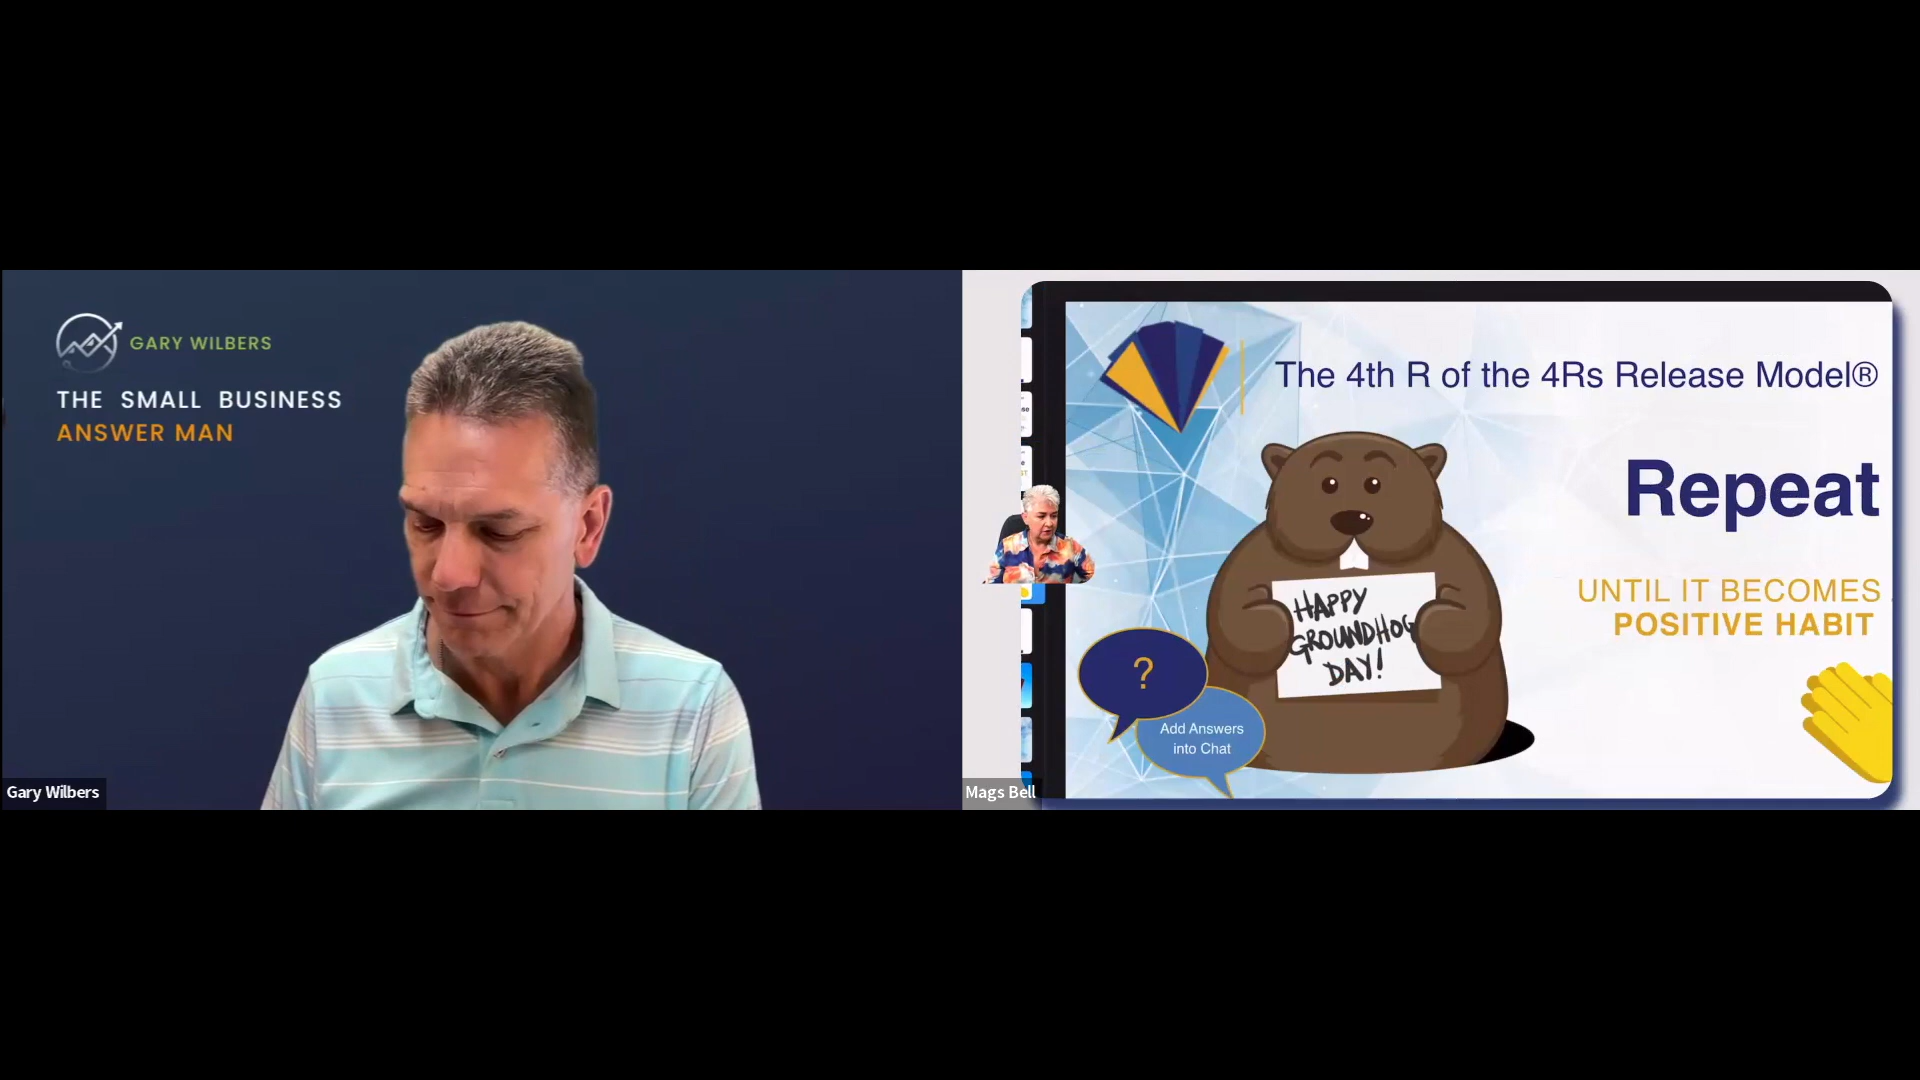 GARY WILBERS
THE SMALL BUSINESS
ANSWER MAN
Gary Wilbers
The 4th R of the 4Rs Release Model®
Repeat
UNTIL IT BECOMES
POSITIVE HABIT
HAPPY
GROUNDHOG
DAY!
?
Add Answers
into Chat
Mags Bell